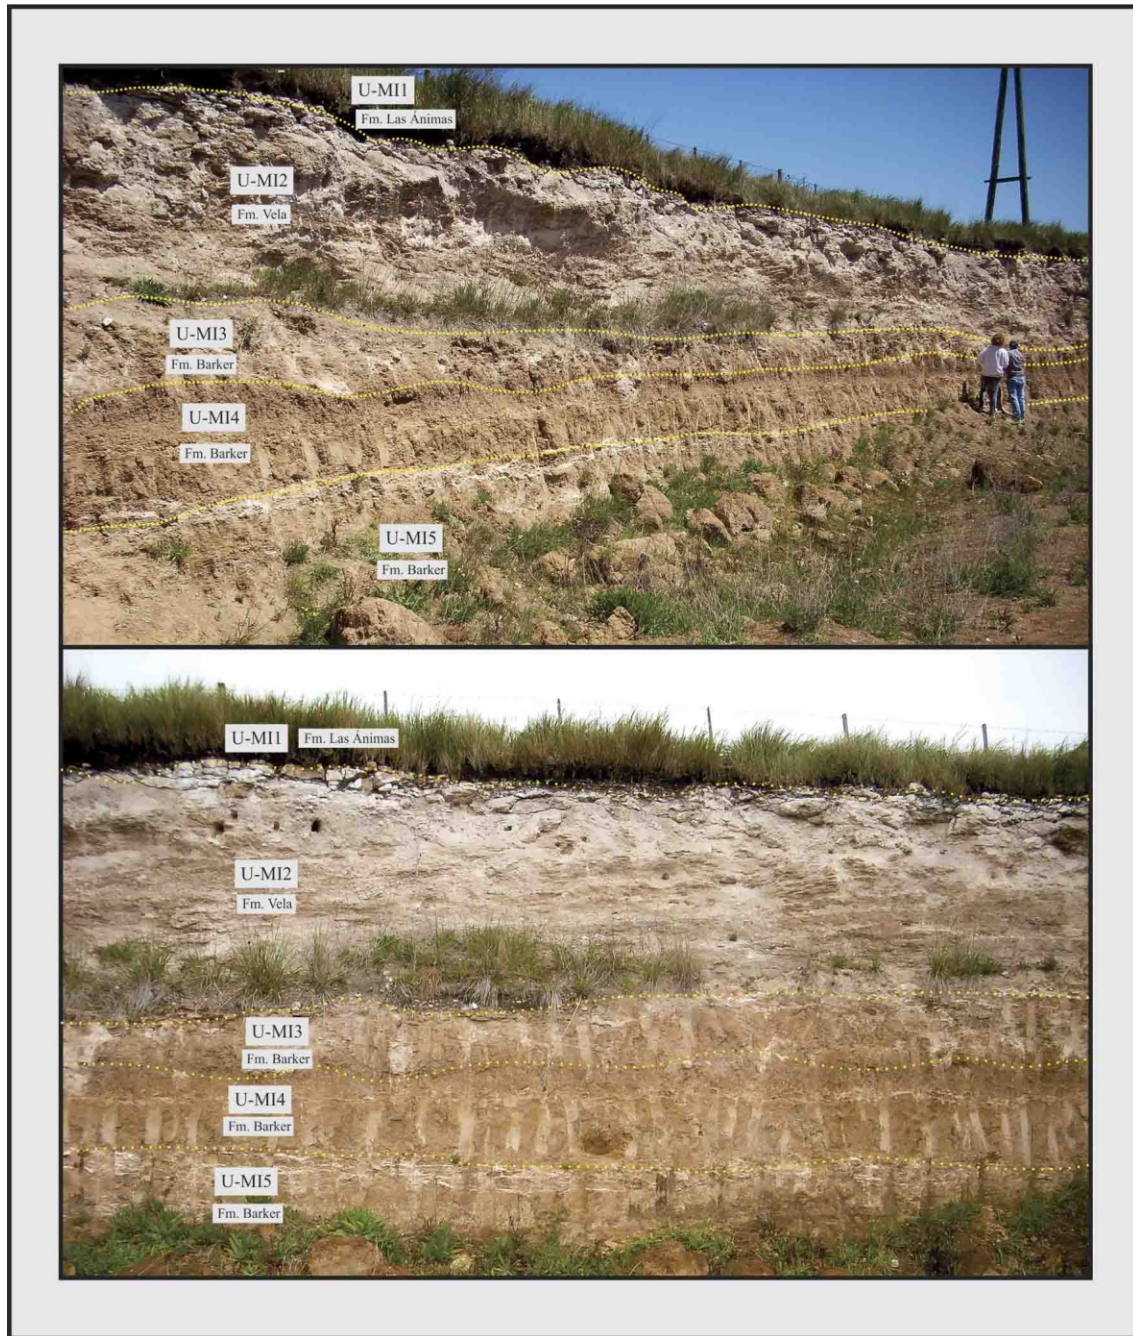 U-MI1
Fm. Las Ánimas
U-MI2
Fm. Vela
U-MI3
Fm. Barker
U-MI4
Fm. Barker
U-MI5
Fm. Barker
U-MI1 Fm. Las Ánimas
U-MI2
Fm. Vela
U-MI3
Fm. Barker
U-MI4
Fm. Barker
U-MI5
Fm. Barker